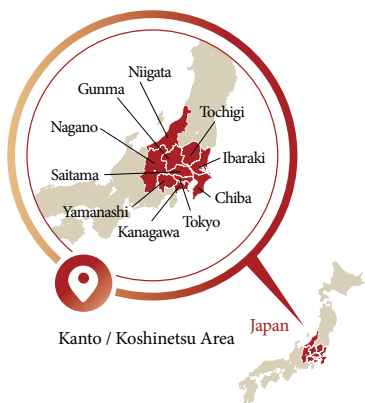 Niigata
Gunma
Tochigi
Nagano
Ibaraki
Saitama
Chiba
Yamanashi
Tokyo
Kanagawa
Japan
Kanto / Koshinetsu Area